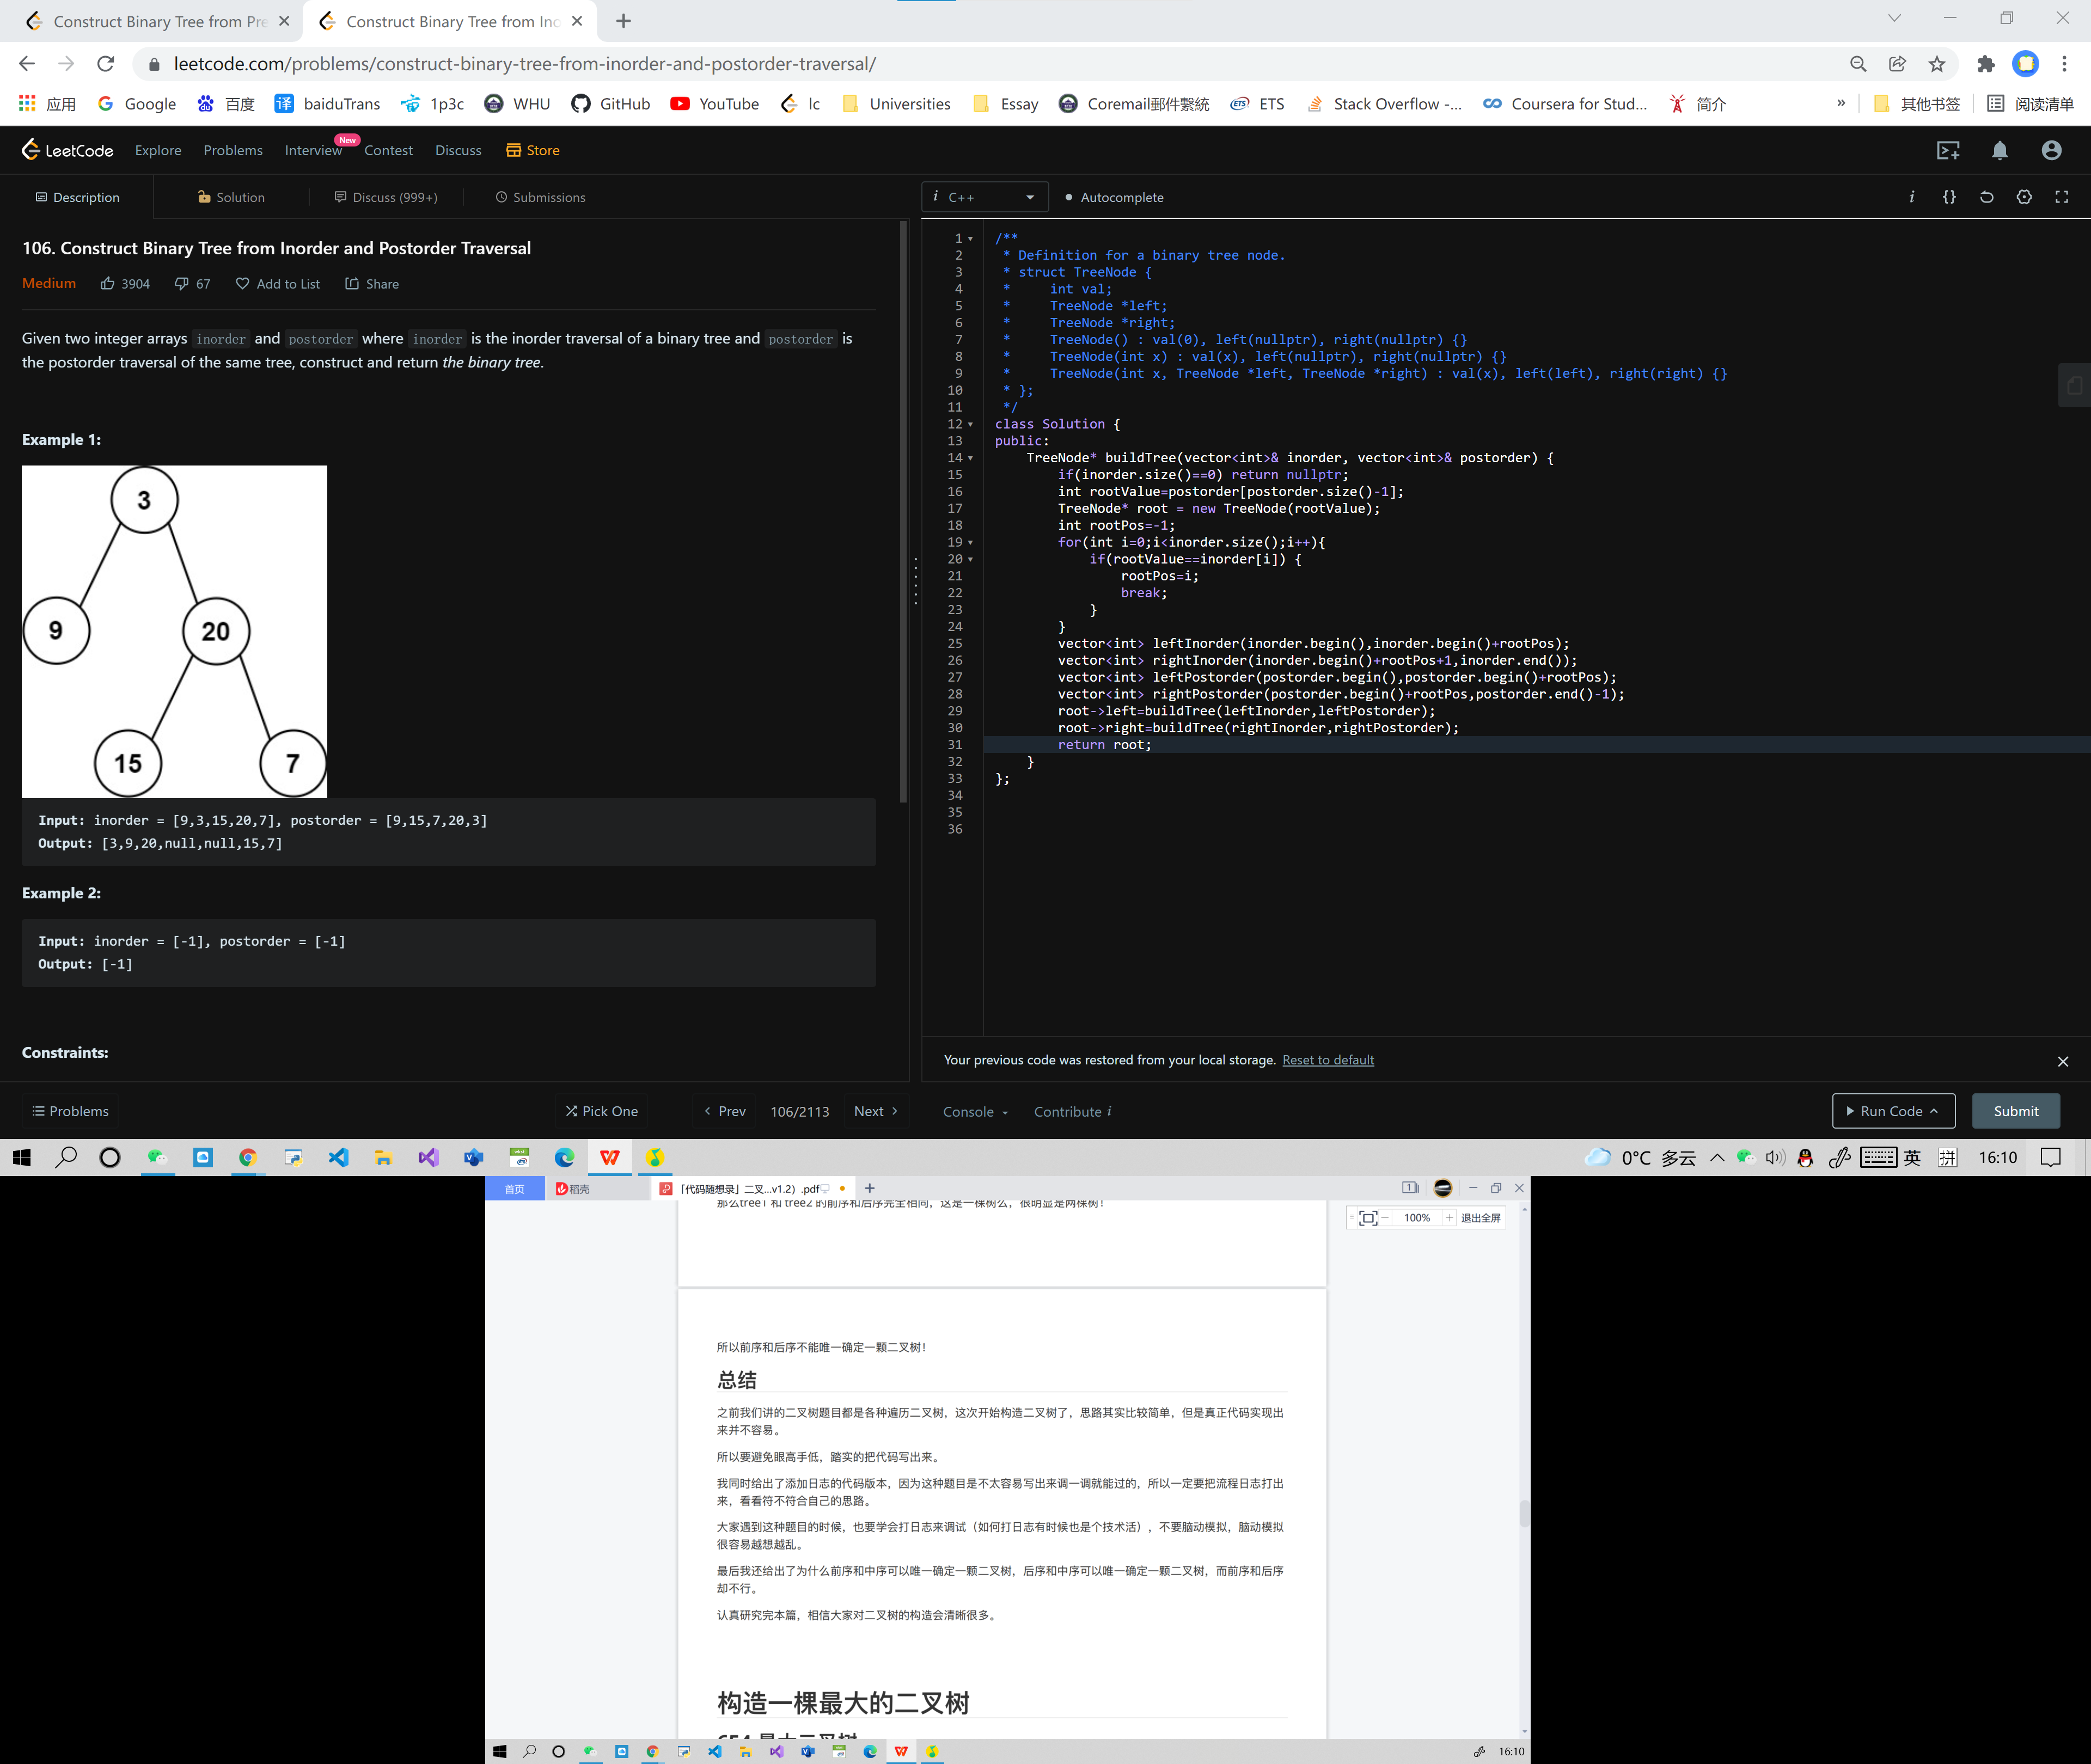 Construct Binary Tree from Pre
Construct Binary Tree from Ino
leetcode.com/problems/construct-binary-tree-from-inorder-and-postorder-traversal/
应用 Google 百度 译 baiduTrans 1p3c WHU GitHub YouTube lc Universities Essay Coremail郵件繫統 ETS Stack Overflow -... Coursera for Stud... 简介 » 其他书签 阅读清单
LeetCode Explore Problems Interview New Contest Discuss Store
Description Solution Discuss (999+) Submissions
i C++ Autocomplete i {}
106. Construct Binary Tree from Inorder and Postorder Traversal
Medium 3904 67 Add to List Share
Given two integer arrays inorder and postorder where inorder is the inorder traversal of a binary tree and postorder is
the postorder traversal of the same tree, construct and return the binary tree.
Example 1:
3
9
20
15
7
Input: inorder = [9,3,15,20,7], postorder = [9,15,7,20,3]
Output: [3,9,20,null,null,15,7]
Example 2:
Input: inorder = [-1], postorder = [-1]
Output: [-1]
Constraints:
1 /**
2 * Definition for a binary tree node.
3 * struct TreeNode {
4 *     int val;
5 *     TreeNode *left;
6 *     TreeNode *right;
7 *     TreeNode() : val(0), left(nullptr), right(nullptr) {}
8 *     TreeNode(int x) : val(x), left(nullptr), right(nullptr) {}
9 *     TreeNode(int x, TreeNode *left, TreeNode *right) : val(x), left(left), right(right) {}
10 * };
11 */
12 class Solution {
13 public:
14     TreeNode* buildTree(vector<int>& inorder, vector<int>& postorder) {
15         if(inorder.size()==0) return nullptr;
16         int rootValue=postorder[postorder.size()-1];
17         TreeNode* root = new TreeNode(rootValue);
18         int rootPos=-1;
19         for(int i=0;i<inorder.size();i++){
20             if(rootValue==inorder[i]) {
21                 rootPos=i;
22                 break;
23             }
24         }
25         vector<int> leftInorder(inorder.begin(),inorder.begin()+rootPos);
26         vector<int> rightInorder(inorder.begin()+rootPos+1,inorder.end());
27         vector<int> leftPostorder(postorder.begin(),postorder.begin()+rootPos);
28         vector<int> rightPostorder(postorder.begin()+rootPos,postorder.end()-1);
29         root->left=buildTree(leftInorder,leftPostorder);
30         root->right=buildTree(rightInorder,rightPostorder);
31         return root;
32     }
33 };
34
35
36
Your previous code was restored from your local storage. Reset to default
Problems Pick One Prev 106/2113 Next Console Contribute i Run Code Submit
0°C 多云 英 拼 16:10
首页 稻壳 「代码随想录」二叉...v1.2）.pdf
100% 退出全屏
那么tree1 和 tree2 的前序和后序完全相同，这是一棵树么，很明显是两棵树！
所以前序和后序不能唯一确定一颗二叉树！
总结
之前我们讲的二叉树题目都是各种遍历二叉树，这次开始构造二叉树了，思路其实比较简单，但是真正代码实现出
来并不容易。
所以要避免眼高手低，踏实的把代码写出来。
我同时给出了添加日志的代码版本，因为这种题目是不太容易写出来调一调就能过的，所以一定要把流程日志打出
来，看看符不符合自己的思路。
大家遇到这种题目的时候，也要学会打日志来调试（如何打日志有时候也是个技术活），不要脑动模拟，脑动模拟
很容易越想越乱。
最后我还给出了为什么前序和中序可以唯一确定一颗二叉树，后序和中序可以唯一确定一颗二叉树，而前序和后序
却不行。
认真研究完本篇，相信大家对二叉树的构造会清晰很多。
构造一棵最大的二叉树
654.最大二叉树
16:10